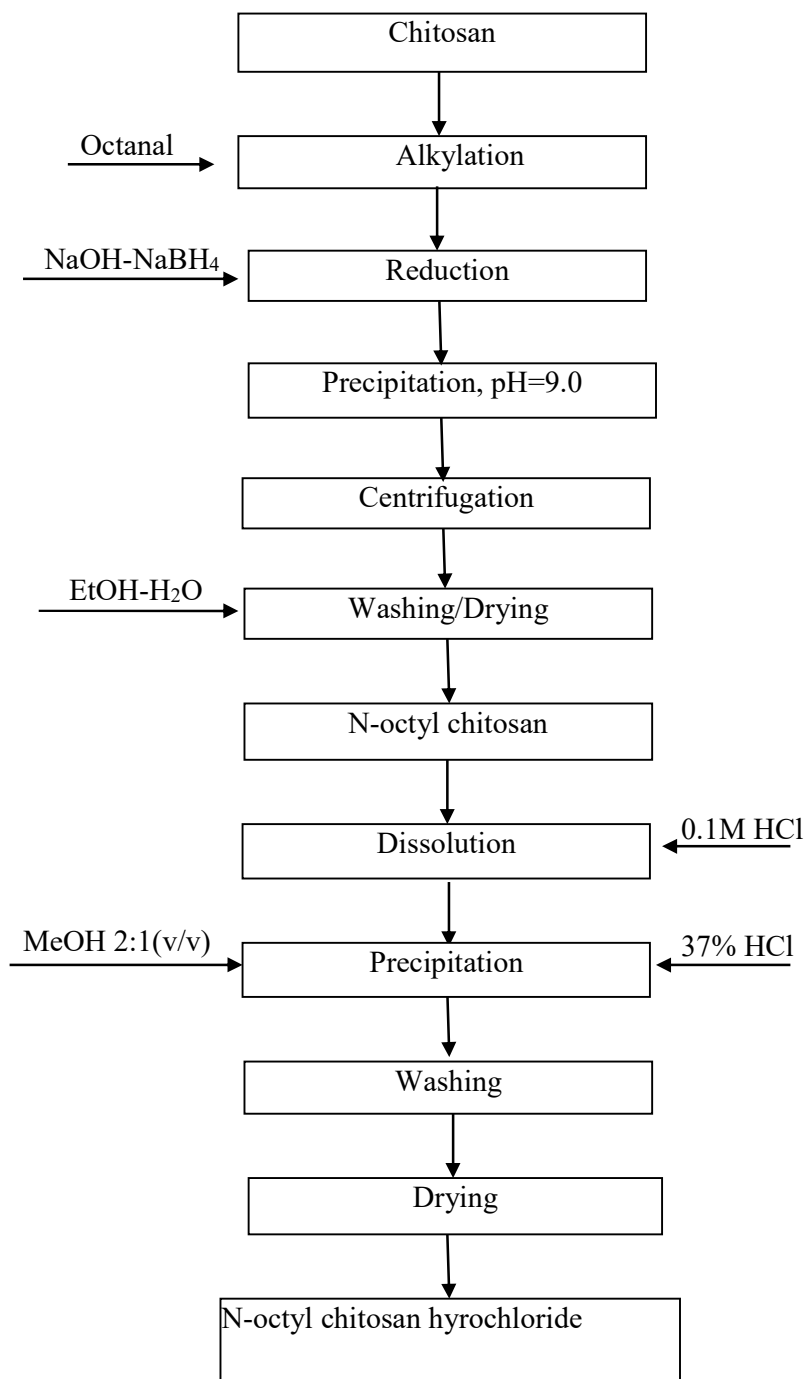 Chitosan
Octanal
Alkylation
NaOH-NaBH₄
Reduction
Precipitation, pH=9.0
Centrifugation
EtOH-H₂O
Washing/Drying
N-octyl chitosan
Dissolution
0.1M HCl
MeOH 2:1(v/v)
Precipitation
37% HCl
Washing
Drying
N-octyl chitosan hyrochloride